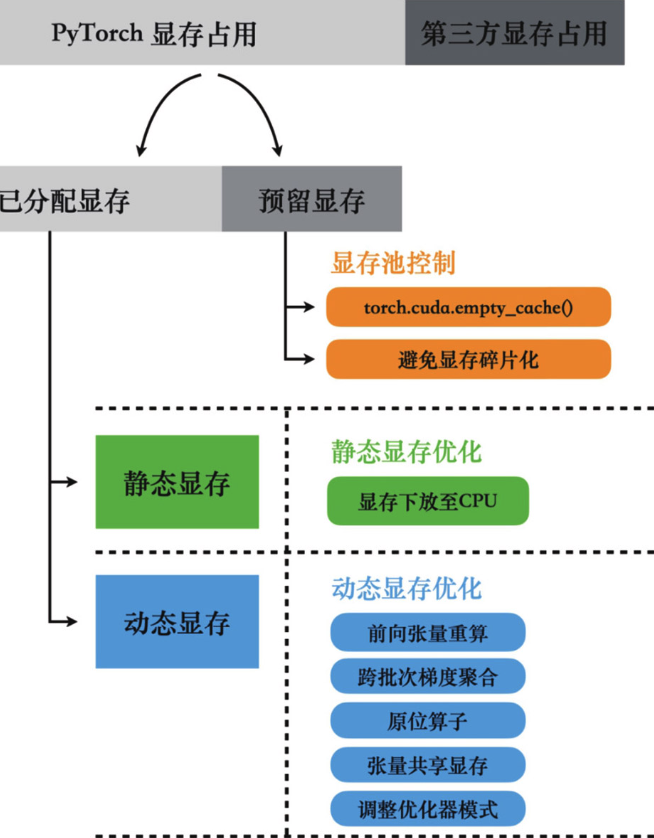 PyTorch 显存占用
第三方显存占用
已分配显存
预留显存
显存池控制
torch.cuda.empty_cache()
避免显存碎片化
静态显存
静态显存优化
显存下放至CPU
动态显存
动态显存优化
前向张量重算
跨批次梯度聚合
原位算子
张量共享显存
调整优化器模式